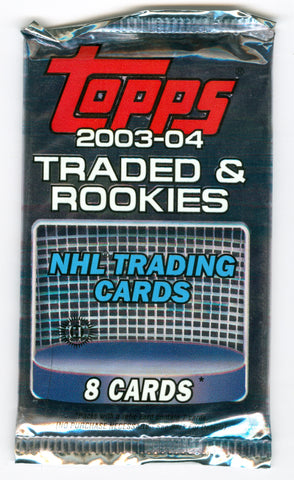 Topps
2003-04
TRADED &
ROOKIES
NHL TRADING
CARDS
8 CARDS*